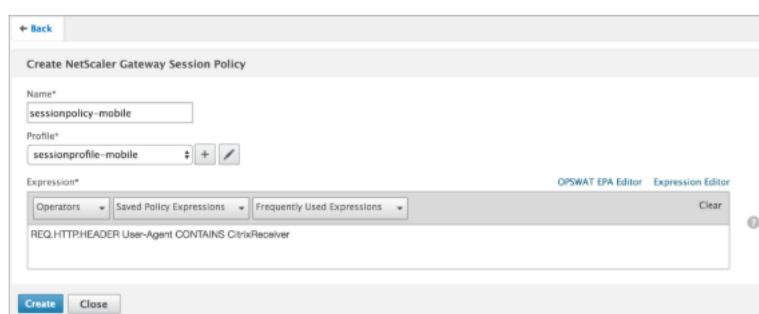 ← Back
Create NetScaler Gateway Session Policy
Name*
sessionpolicy-mobile
Profile*
sessionprofile-mobile +
Expression* OPSWAT EPA Editor Expression Editor
Operators Saved Policy Expressions Frequently Used Expressions Clear
REQ.HTTP.HEADER User-Agent CONTAINS CitrixReceiver
?
Create Close